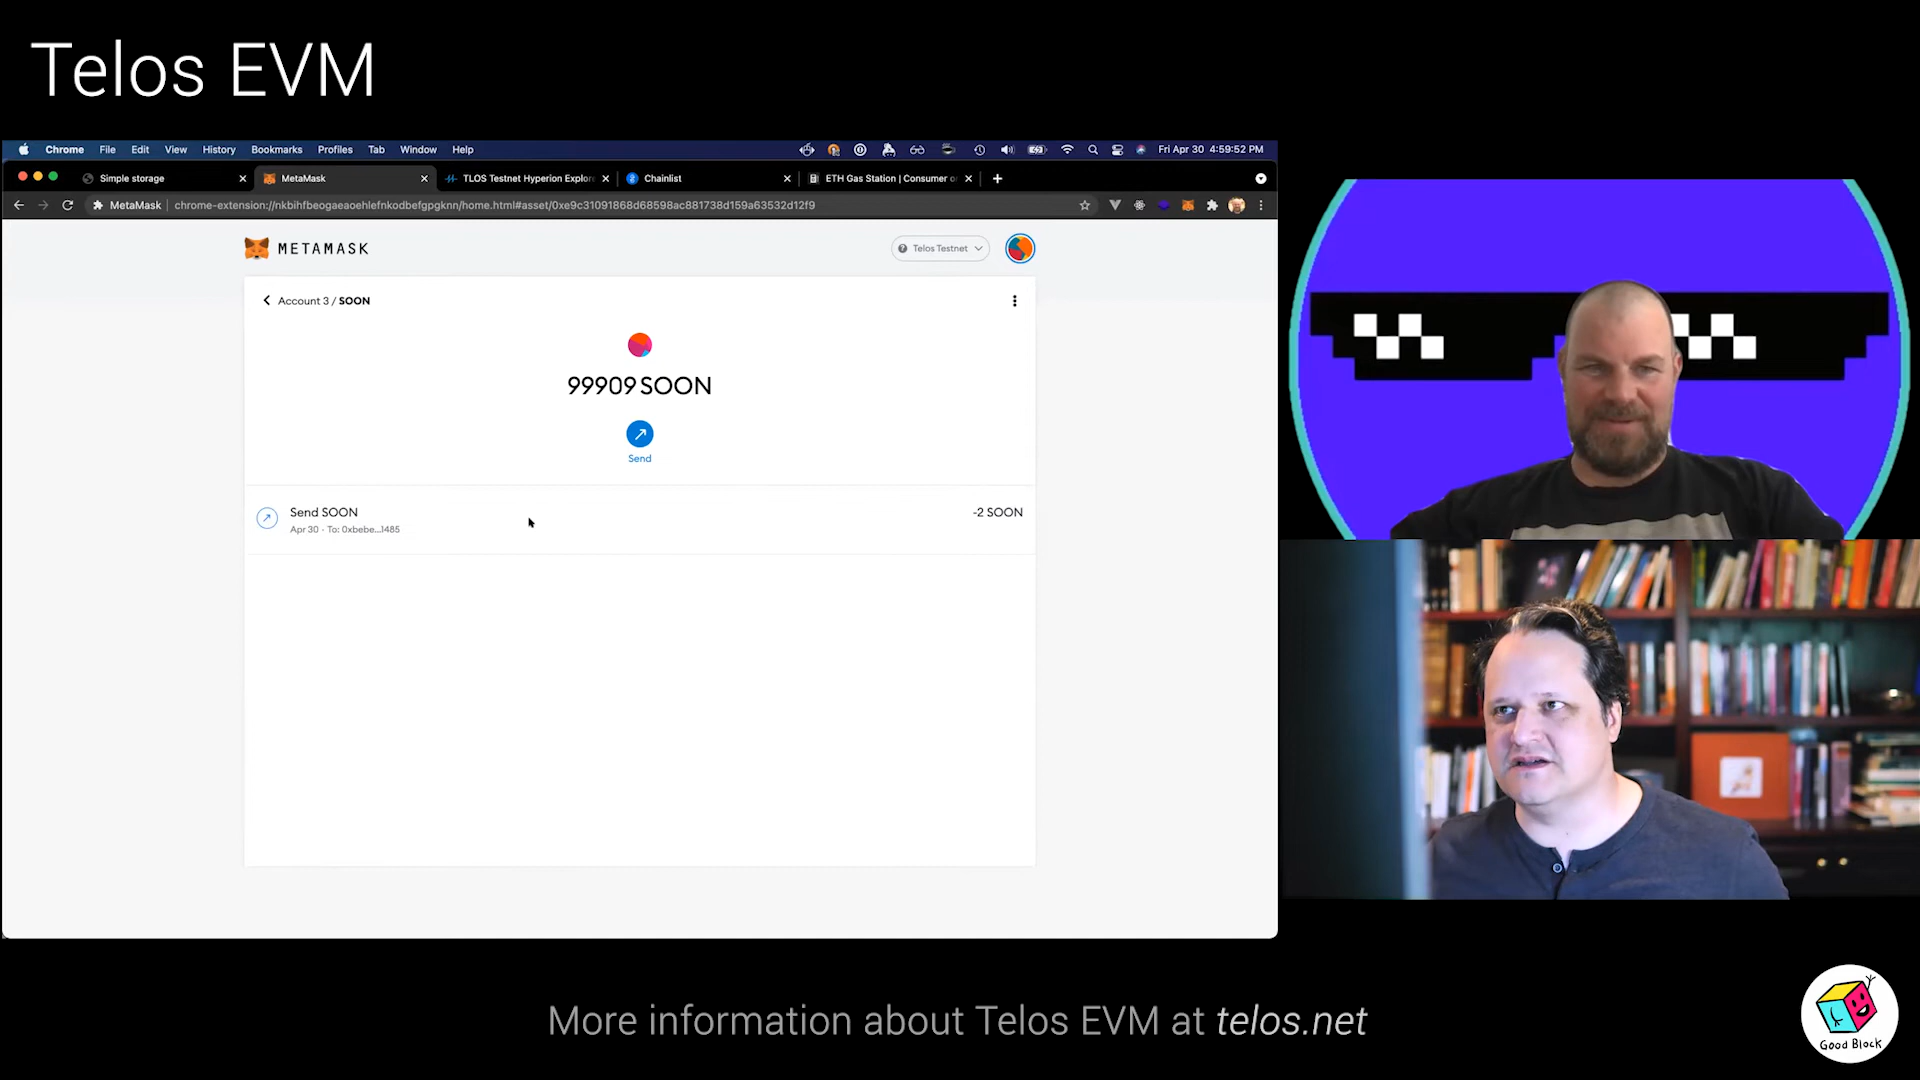 Telos EVM
Chrome File Edit View History Bookmarks Profiles Tab Window Help Fri Apr 30 4:59:52 PM
Simple storage MetaMask TLOS Testnet Hyperion Explor Chainlist ETH Gas Station | Consumer o
MetaMask chrome-extension://nkbihfbeogaeaoehlefnkodbefgpgknn/home.html#asset/0xe9c31091868d68598ac881738d159a63532d12f9
METAMASK Telos Testnet
Account 3 / SOON
99909 SOON
Send
Send SOON -2 SOON
Apr 30 · To: 0xbebe...1485
More information about Telos EVM at telos.net
Good Block